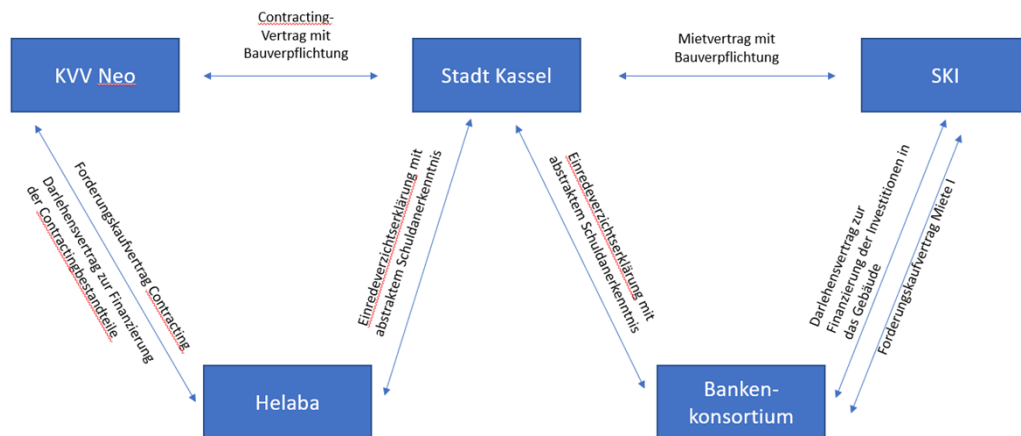 Contracting-
Vertrag mit
Bauverpflichtung
Mietvertrag mit
Bauverpflichtung
KVV Neo
Stadt Kassel
SKI
Forderungskaufvertrag Contracting
Darlehensvertrag zur Finanzierung
der Contractingbestandteile
Einredeverzichtserklärung mit
abstraktem Schuldanerkenntnis
Einredeverzichtserklärung mit
abstraktem Schuldanerkenntnis
Darlehensvertrag zur
Finanzierung der Investitionen in
das Gebäude
Forderungskaufvertrag Miete I
Helaba
Banken-
konsortium